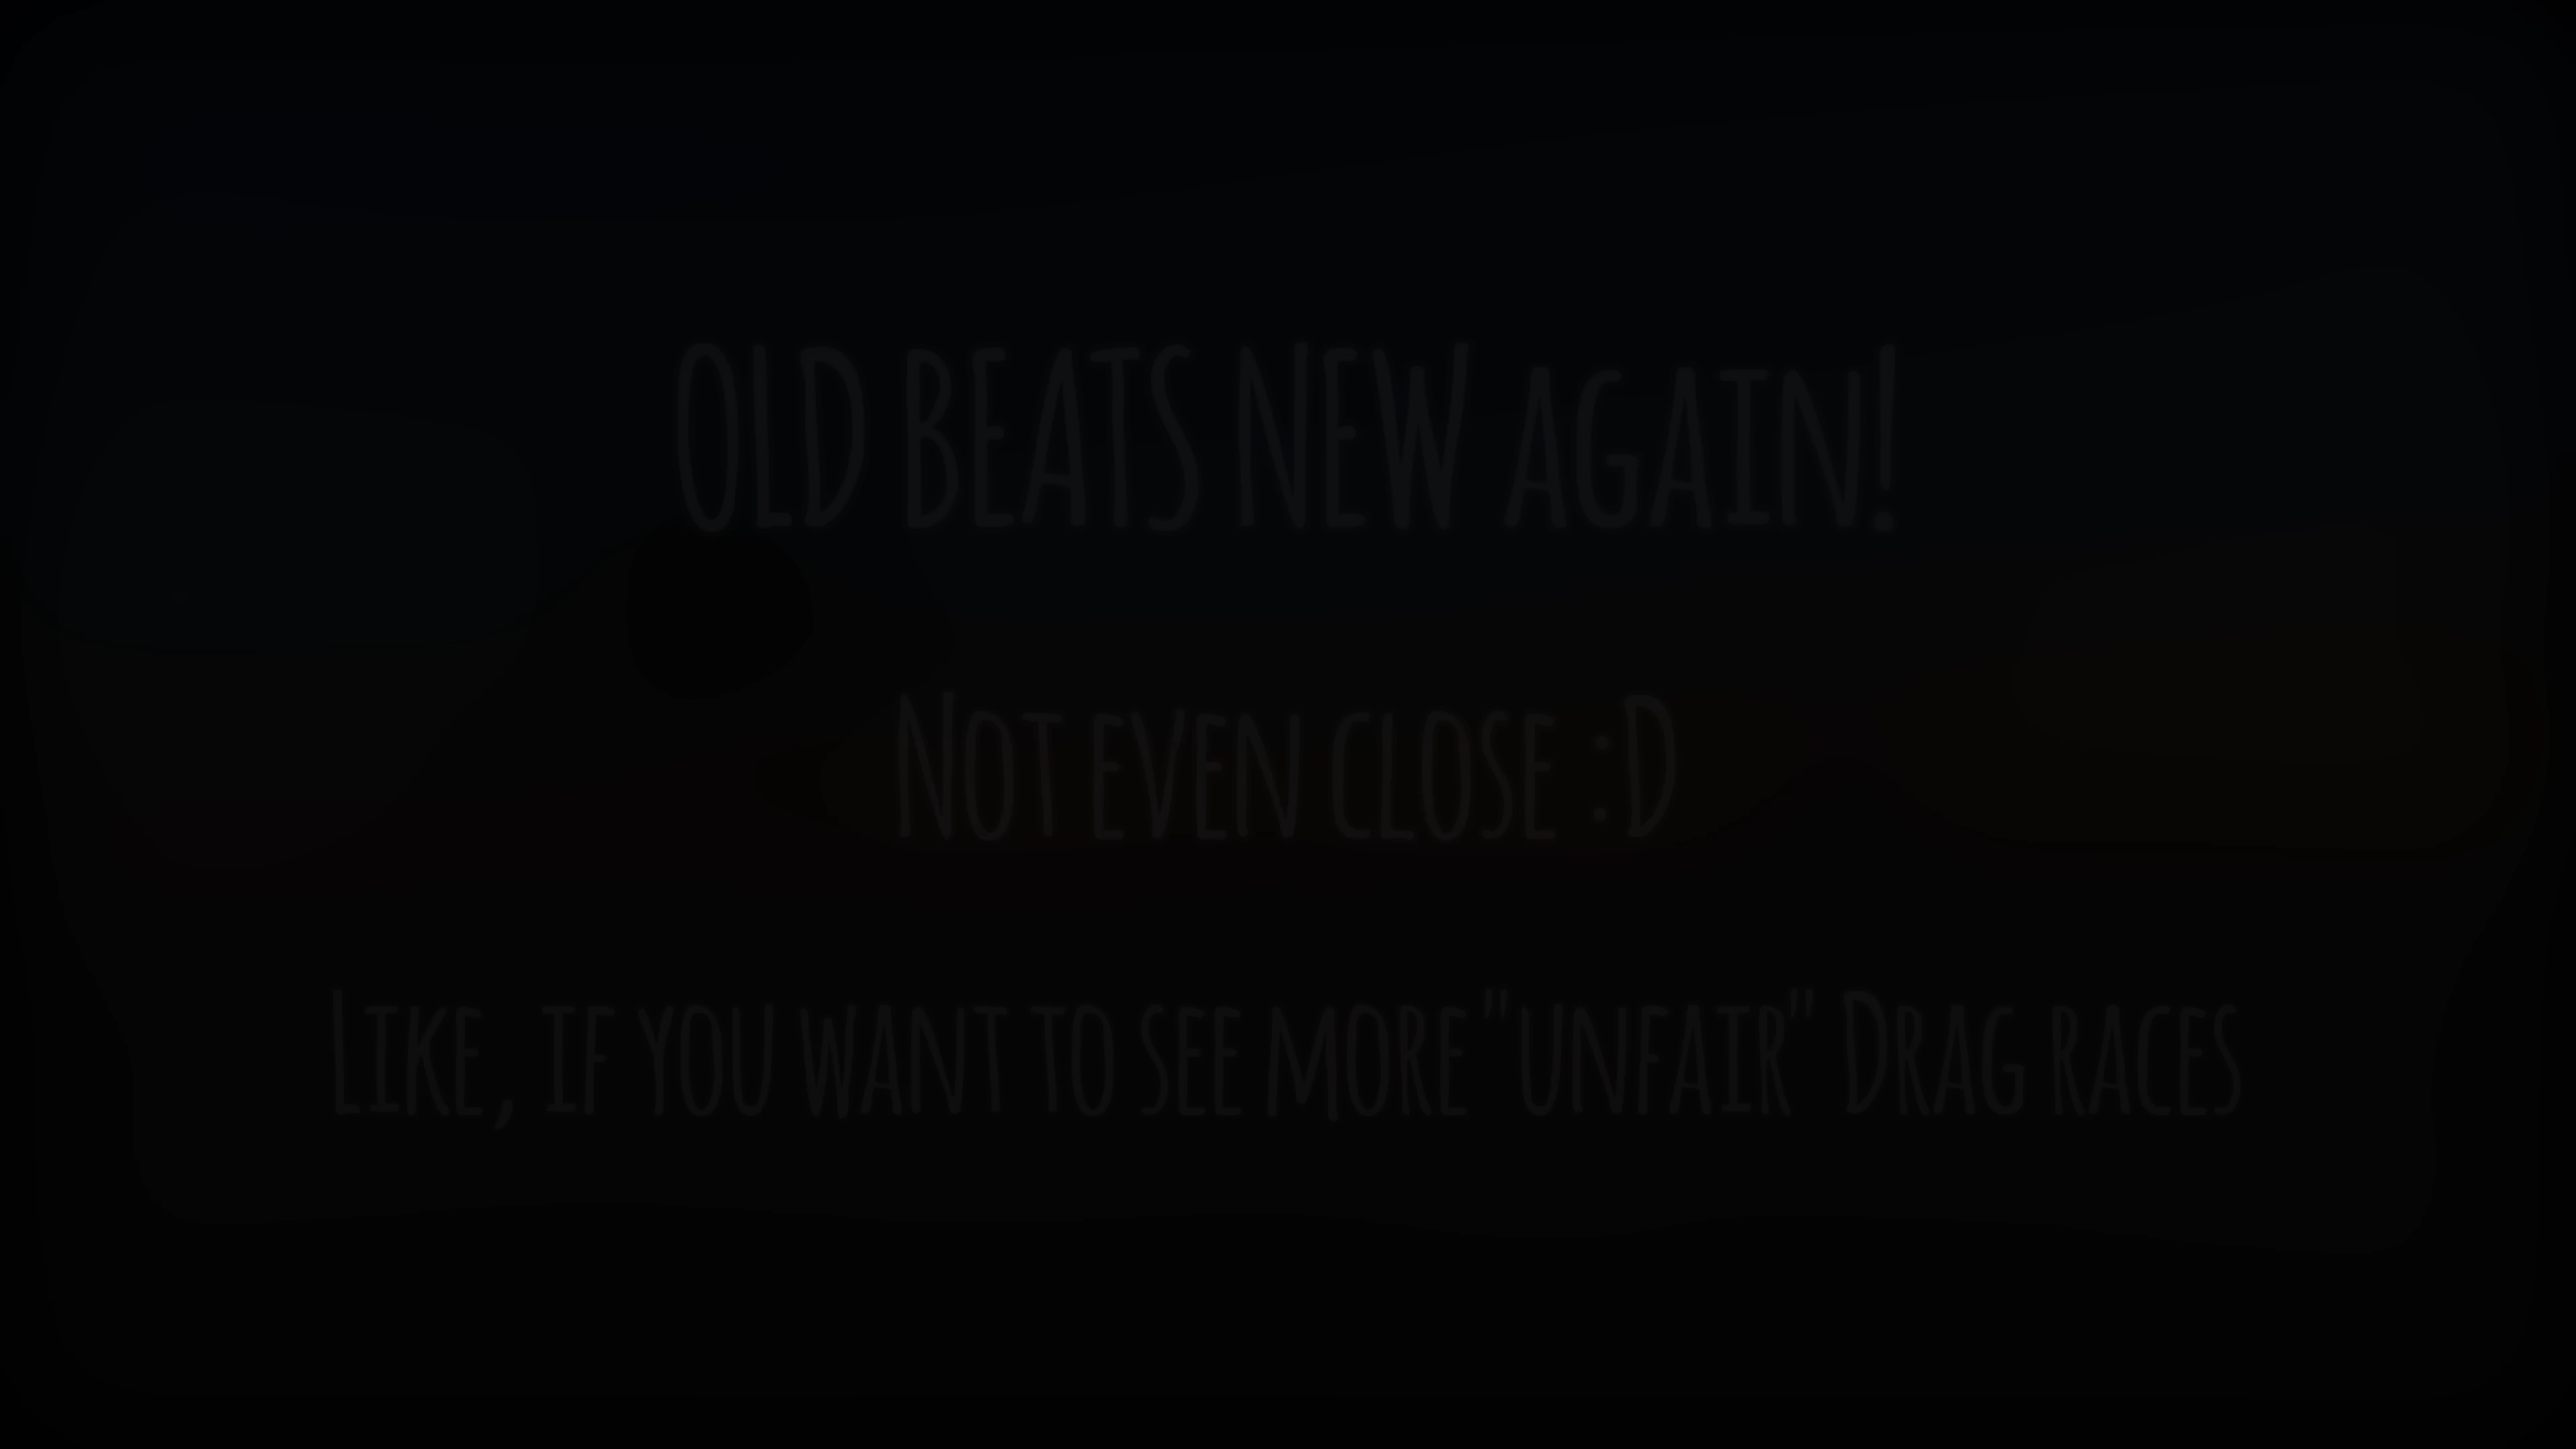 OLD BEATS NEW AGAIN!
NOT EVEN CLOSE :D
LIKE, IF YOU WANT TO SEE MORE "UNFAIR" DRAG RACES